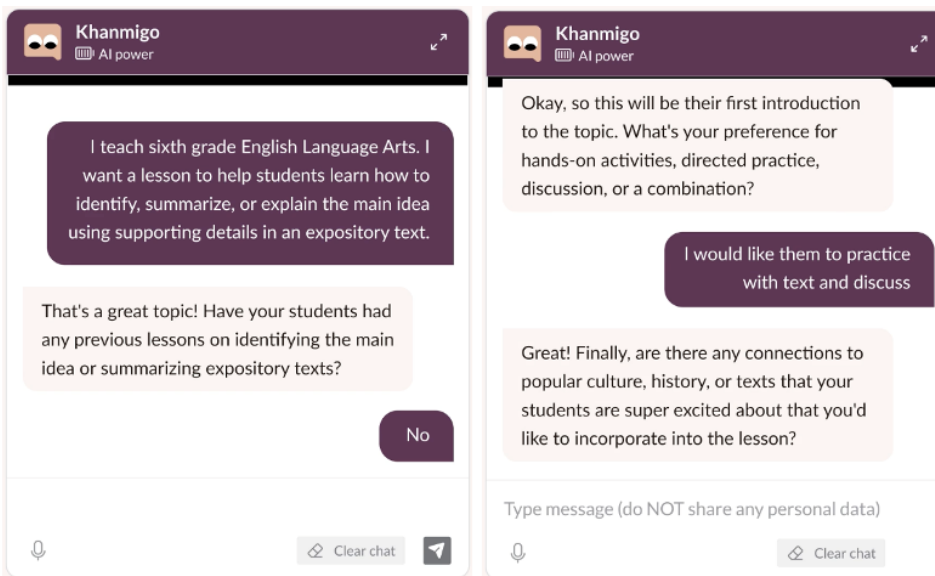 Khanmigo
AI power
I teach sixth grade English Language Arts. I
want a lesson to help students learn how to
identify, summarize, or explain the main idea
using supporting details in an expository text.
That's a great topic! Have your students had
any previous lessons on identifying the main
idea or summarizing expository texts?
No
Clear chat
Khanmigo
AI power
Okay, so this will be their first introduction
to the topic. What's your preference for
hands-on activities, directed practice,
discussion, or a combination?
I would like them to practice
with text and discuss
Great! Finally, are there any connections to
popular culture, history, or texts that your
students are super excited about that you'd
like to incorporate into the lesson?
Type message (do NOT share any personal data)
Clear chat